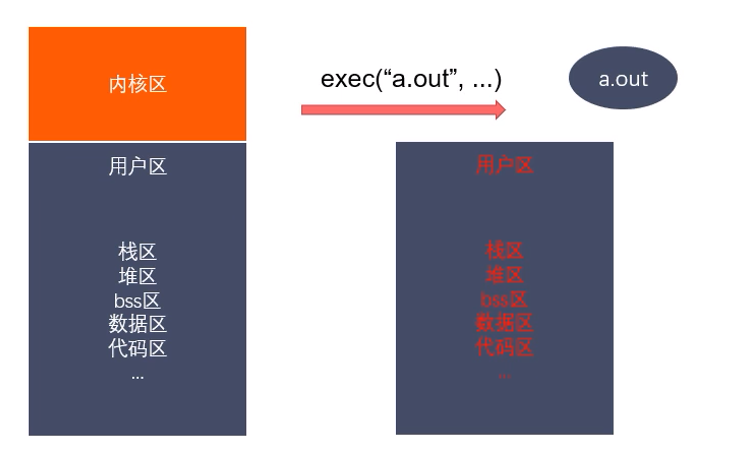 内核区
exec(“a.out”, ...)
a.out
用户区
栈区
堆区
bss区
数据区
代码区
...
用户区
栈区
堆区
bss区
数据区
代码区
...